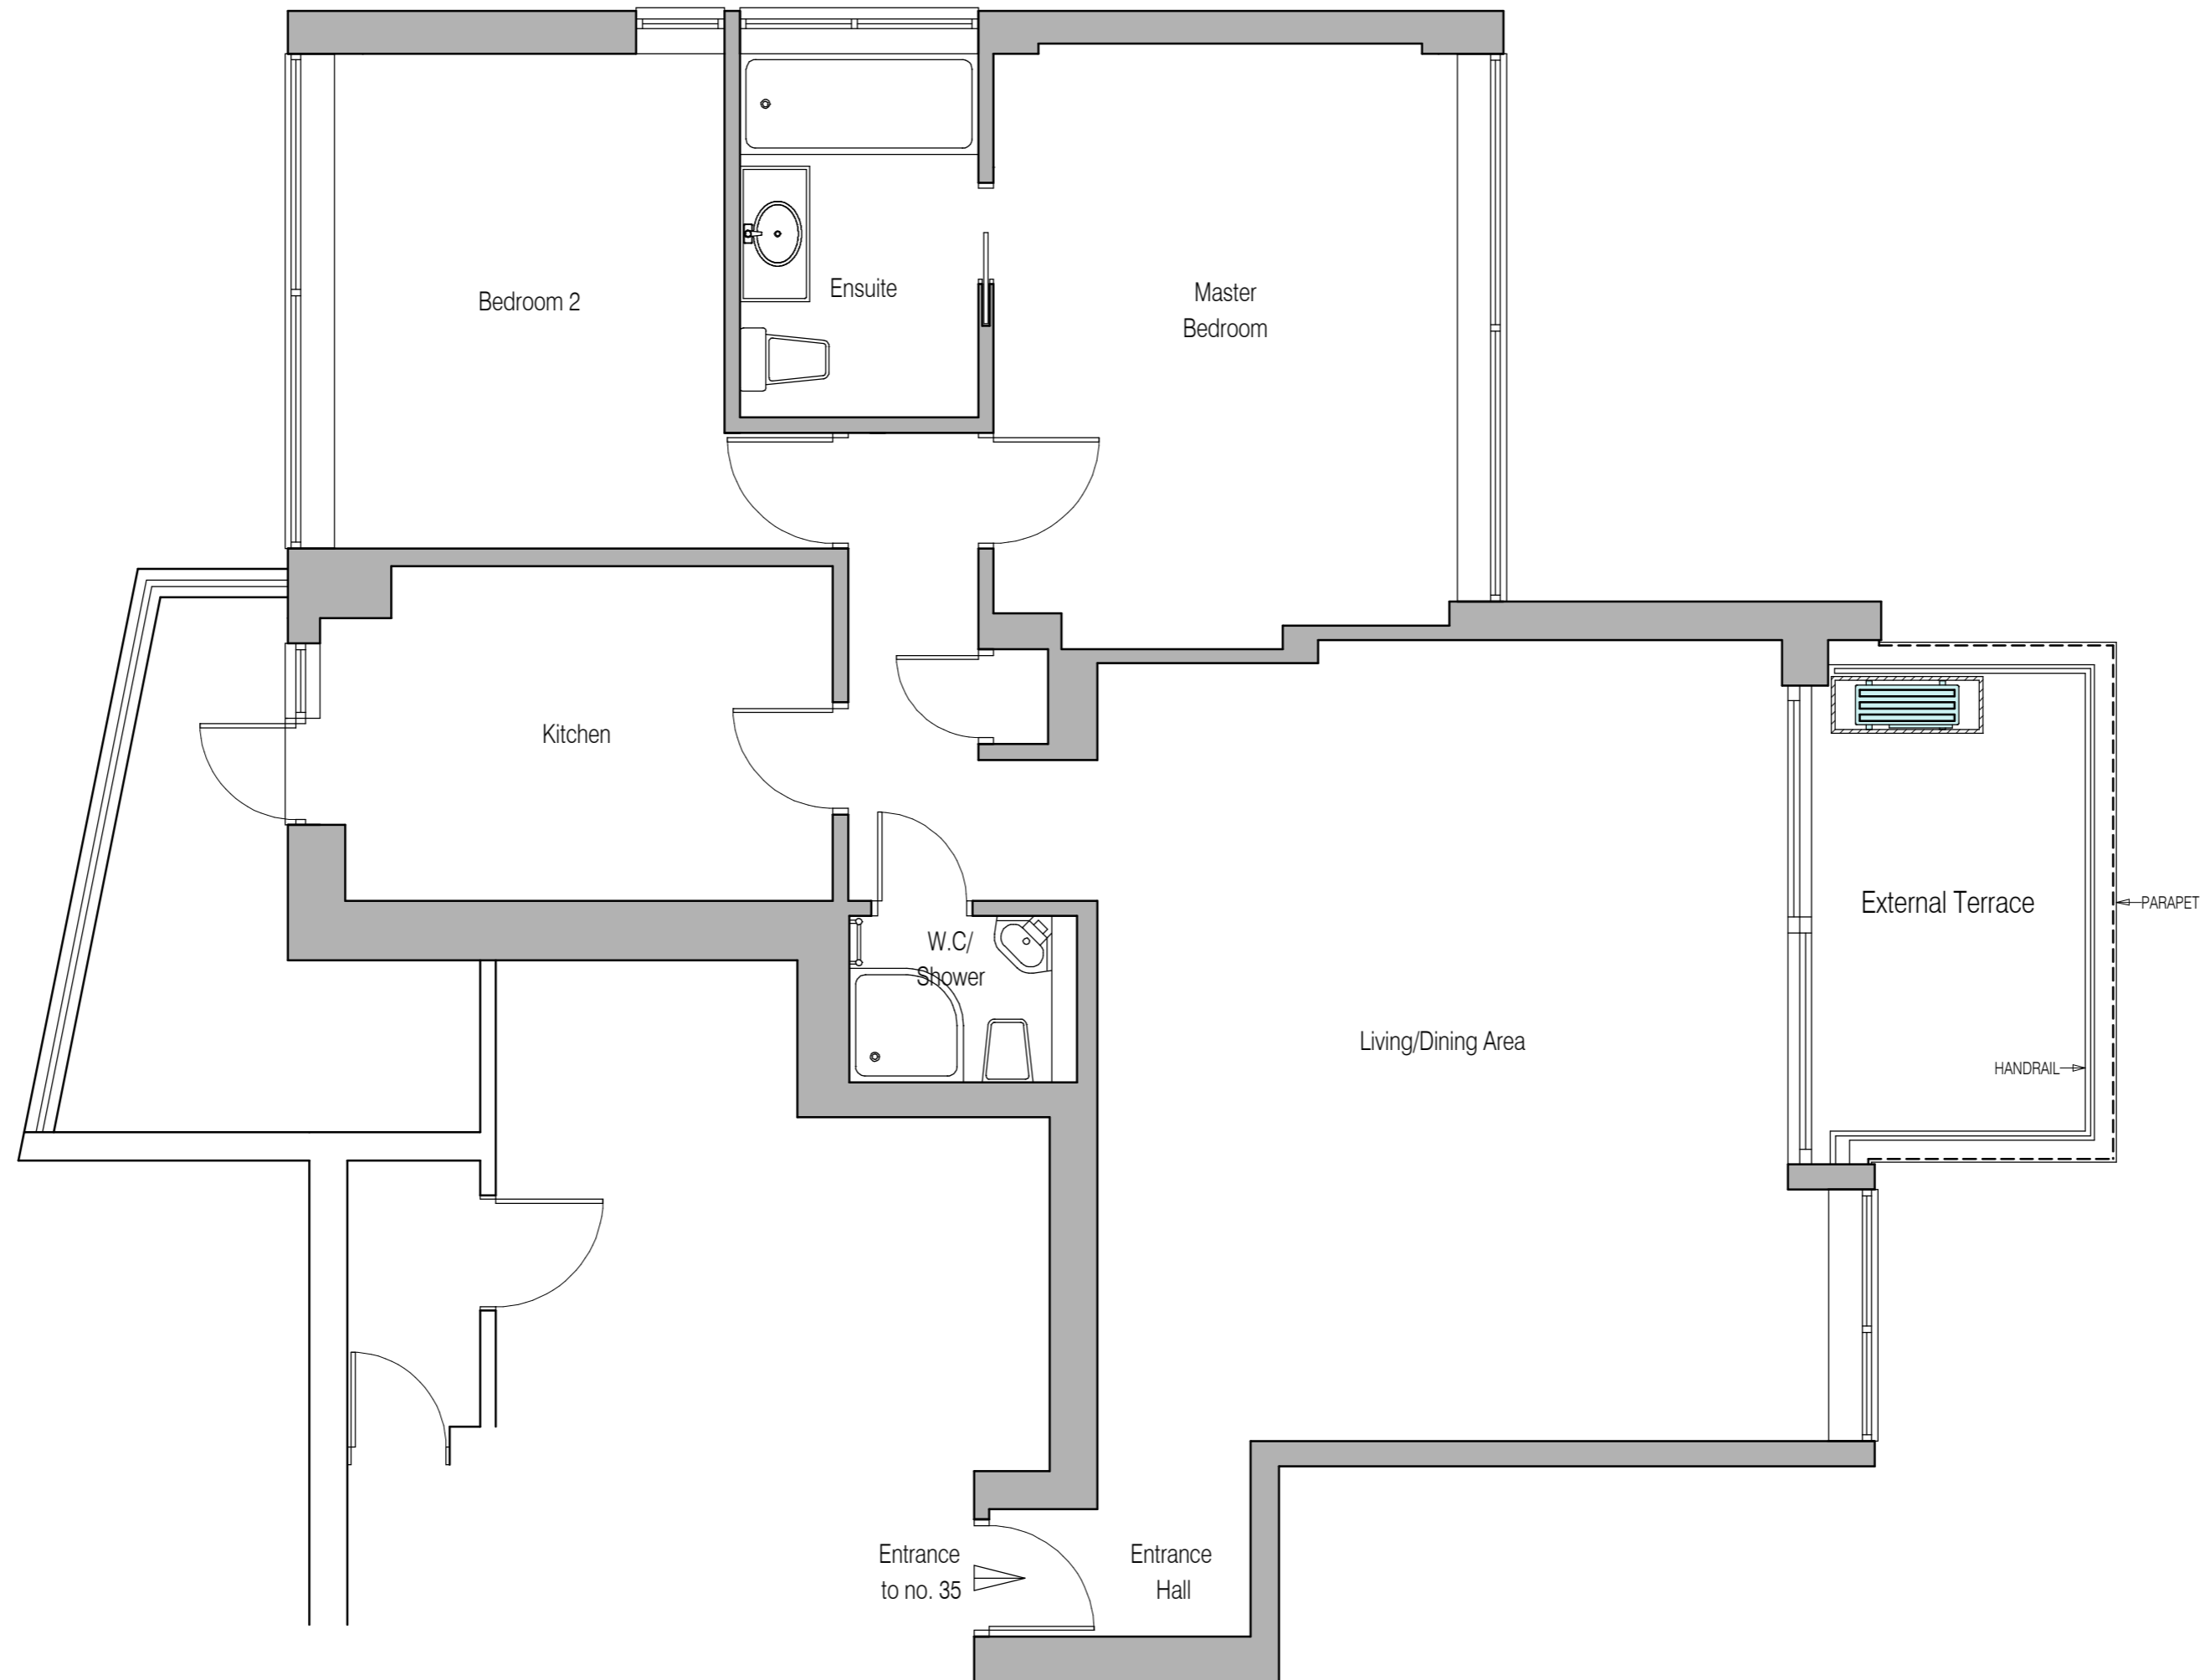 Bedroom 2
Ensuite
Master
Bedroom
Kitchen
External Terrace
PARAPET
W.C/
Shower
Living/Dining Area
HANDRAIL
Entrance
to no. 35
Entrance
Hall